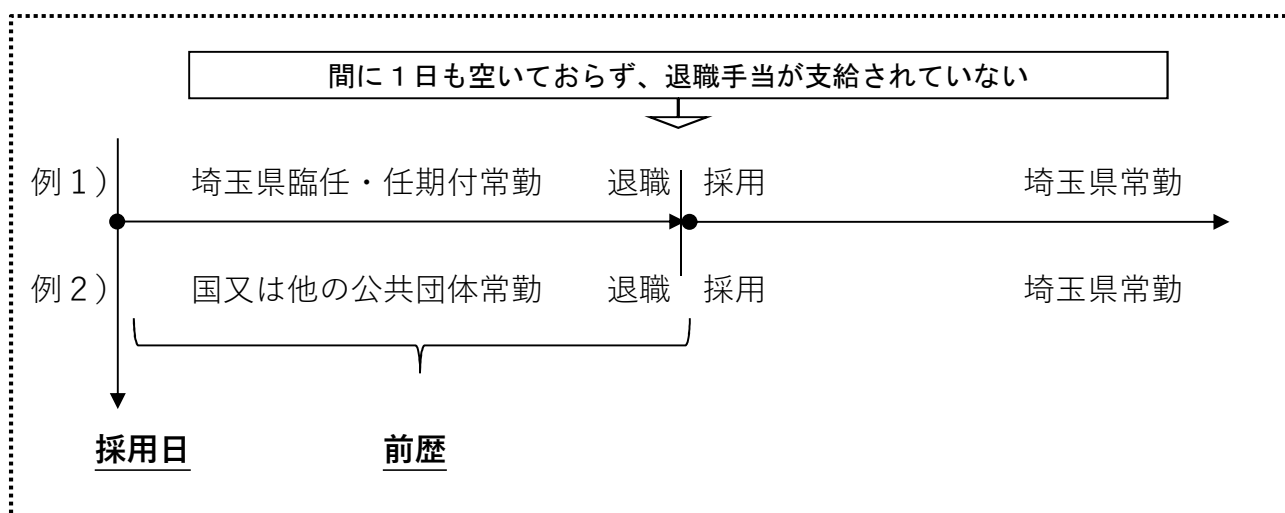 間に１日も空いておらず、退職手当が支給されていない
例１） 埼玉県臨任・任期付常勤 退職 採用 埼玉県常勤
例２） 国又は他の公共団体常勤 退職 採用 埼玉県常勤
採用日 前歴